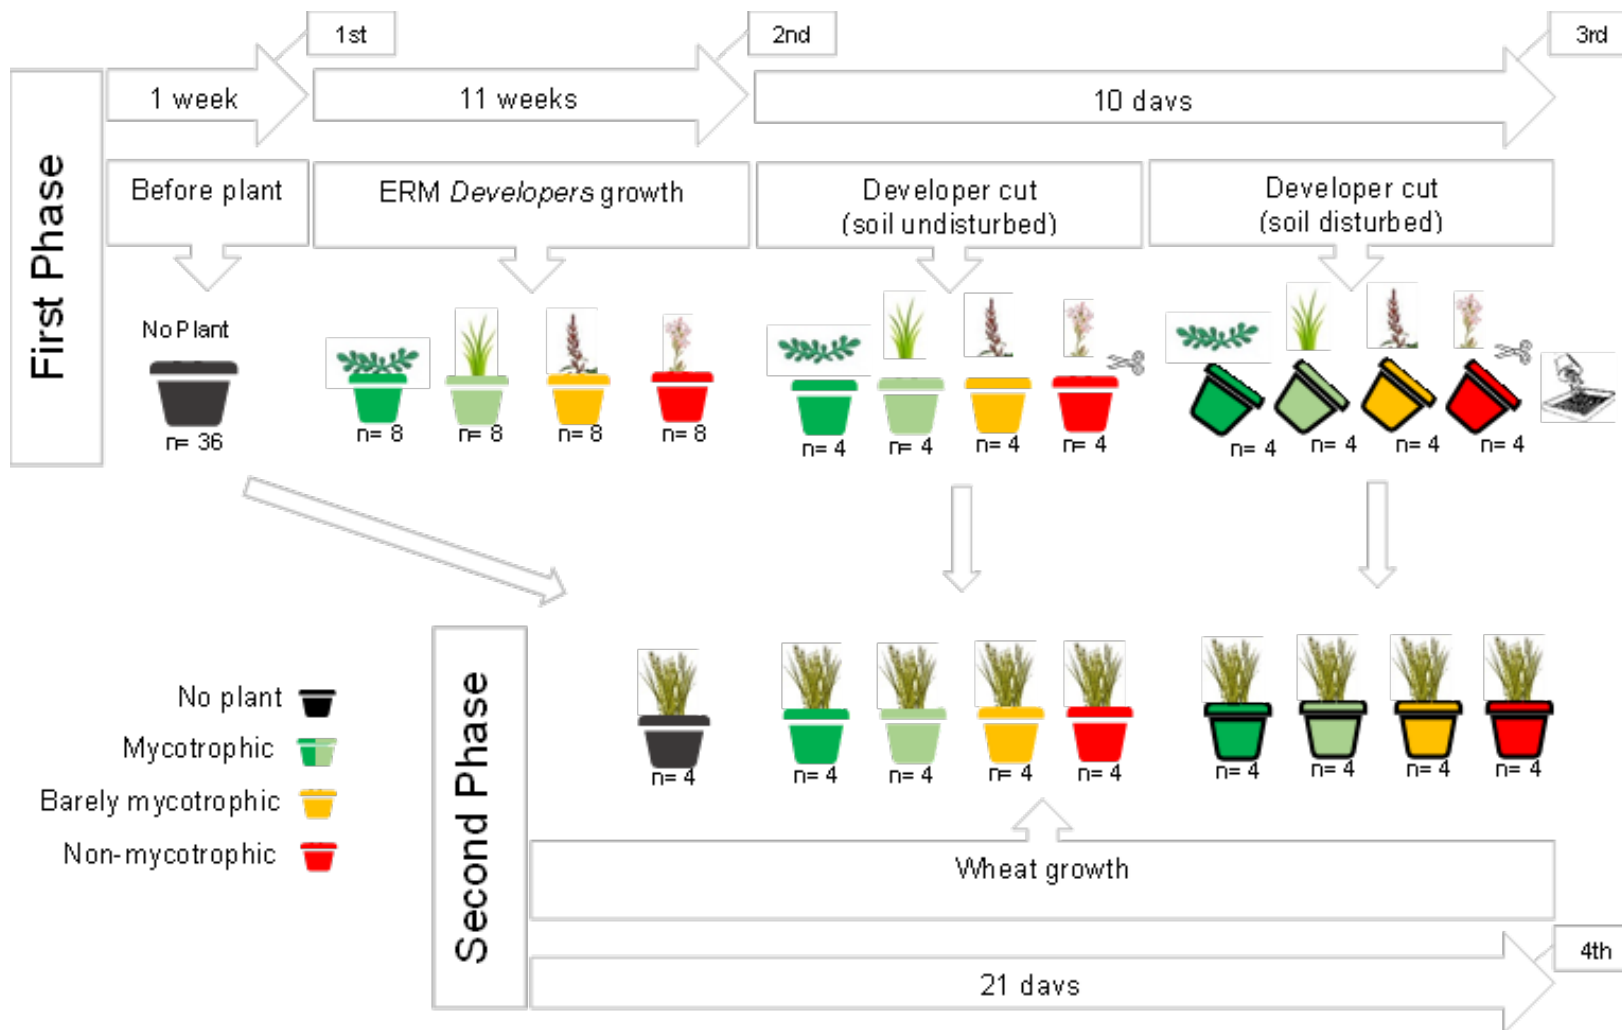 1st
2nd
3rd
1 week
11 weeks
10 days
First Phase
Before plant
ERM Developers growth
Developer cut
(soil undisturbed)
Developer cut
(soil disturbed)
No Plant
n= 36
n= 8
n= 8
n= 8
n= 8
n= 4
n= 4
n= 4
n= 4
n= 4
n= 4
n= 4
n= 4
Second Phase
No plant
Mycotrophic
Barely mycotrophic
Non-mycotrophic
n= 4
n= 4
n= 4
n= 4
n= 4
n= 4
n= 4
n= 4
n= 4
Wheat growth
21 days
4th